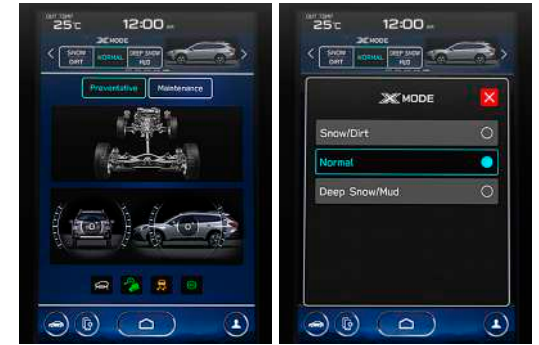 OUT TEMP
25°C 12:00
X MODE
SNOW DIRT NORMAL DEEP SNOW MUD
Preventative Maintenance
OUT TEMP
25°C 12:00
X MODE
SNOW DIRT NORMAL DEEP SNOW MUD
X MODE
Snow/Dirt
Normal
Deep Snow/Mud